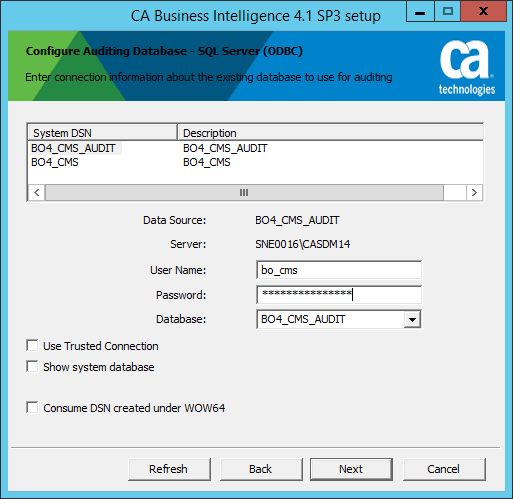 CA Business Intelligence 4.1 SP3 setup
Configure Auditing Database - SQL Server (ODBC)
Enter connection information about the existing database to use for auditing
ca
technologies
System DSN Description
BO4_CMS_AUDIT BO4_CMS_AUDIT
BO4_CMS BO4_CMS
Data Source: BO4_CMS_AUDIT
Server: SNE0016\CASDM14
User Name: bo_cms
Password: ***************
Database: BO4_CMS_AUDIT
Use Trusted Connection
Show system database
Consume DSN created under WOW64
Refresh Back Next Cancel